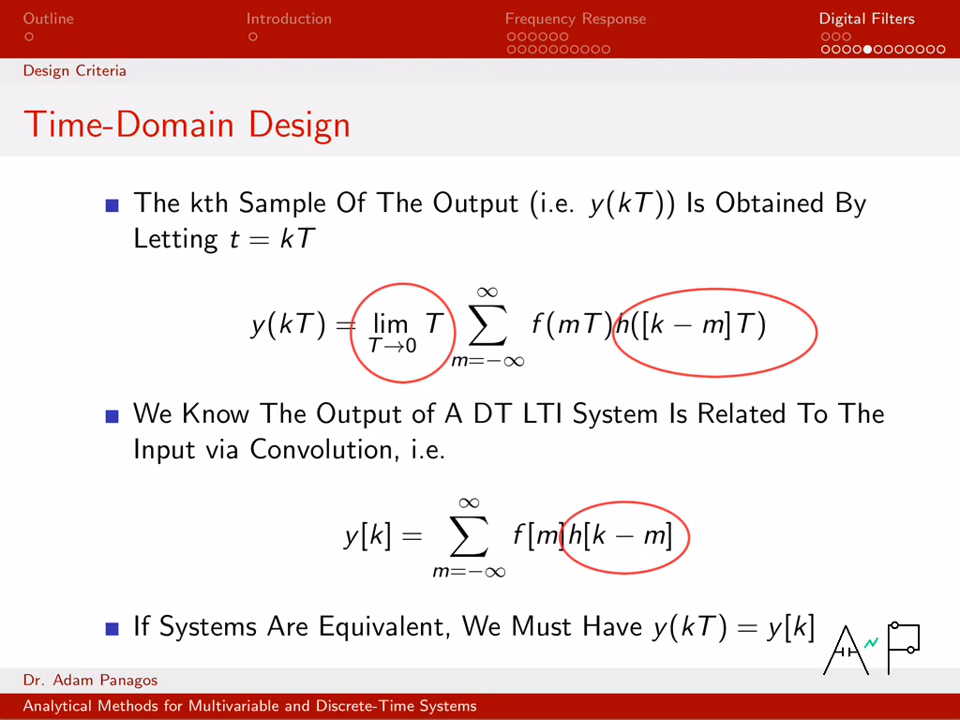 Outline Introduction Frequency Response Digital Filters
Design Criteria
Time-Domain Design
The kth Sample Of The Output (i.e. y(kT)) Is Obtained By
Letting t = kT
y(kT) = lim T→0 T ∑ m=−∞ ∞ f(mT)h([k − m]T)
We Know The Output of A DT LTI System Is Related To The
Input via Convolution, i.e.
y[k] = ∑ m=−∞ ∞ f[m]h[k − m]
If Systems Are Equivalent, We Must Have y(kT) = y[k]
AP
Dr. Adam Panagos
Analytical Methods for Multivariable and Discrete-Time Systems